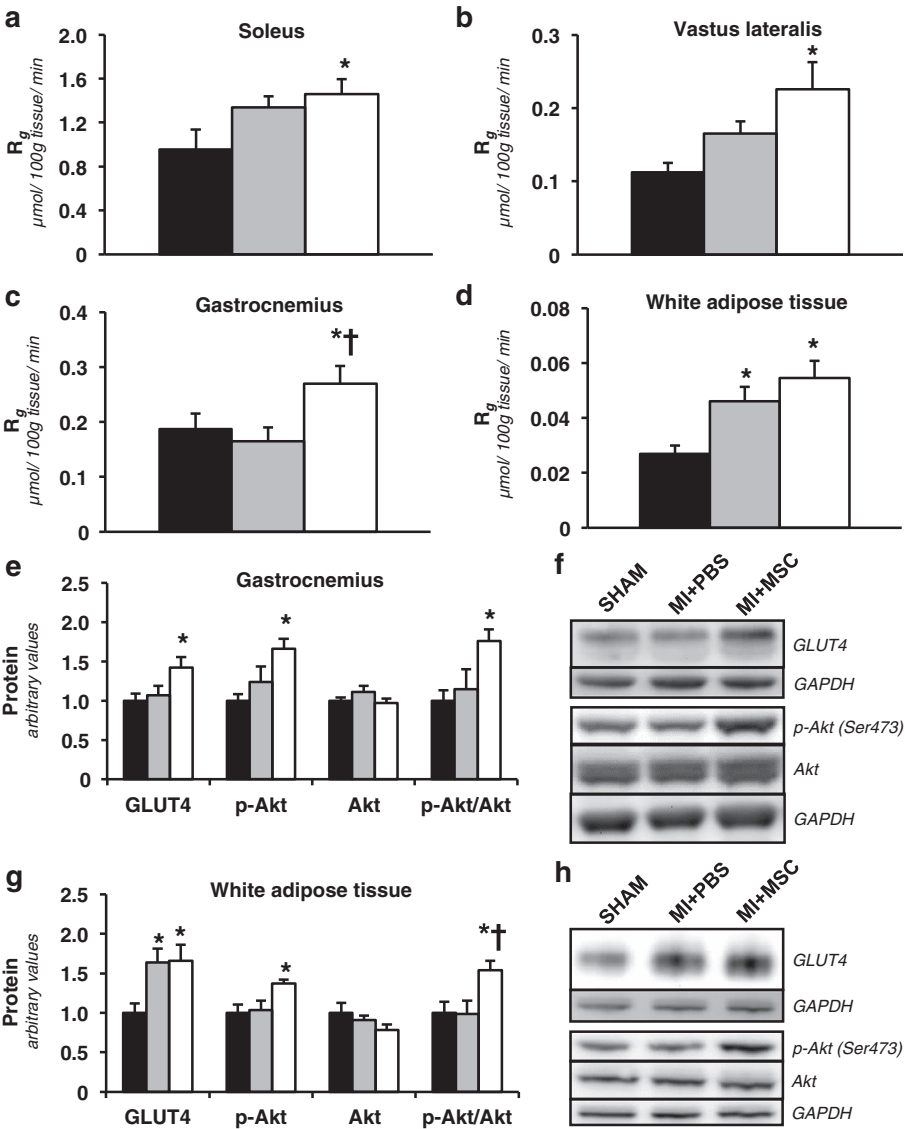 a
Soleus
R_g
µmol/ 100g tissue/ min
2.0
1.6
1.2
0.8
0.4
0
*
b
Vastus lateralis
R_g
µmol/ 100g tissue/ min
0.3
0.2
0.1
0
*
c
Gastrocnemius
R_g
µmol/ 100g tissue/ min
0.4
0.3
0.2
0.1
0
*†
d
White adipose tissue
R_g
µmol/ 100g tissue/ min
0.08
0.06
0.04
0.02
0
*
*
e
Gastrocnemius
Protein
arbitrary values
2.5
2.0
1.5
1.0
0.5
0
*
*
*
GLUT4 p-Akt Akt p-Akt/Akt
f
SHAM MI+PBS MI+MSC
GLUT4
GAPDH
p-Akt (Ser473)
Akt
GAPDH
g
White adipose tissue
Protein
arbitrary values
2.5
2.0
1.5
1.0
0.5
0
* *
*
*†
GLUT4 p-Akt Akt p-Akt/Akt
h
SHAM MI+PBS MI+MSC
GLUT4
GAPDH
p-Akt (Ser473)
Akt
GAPDH